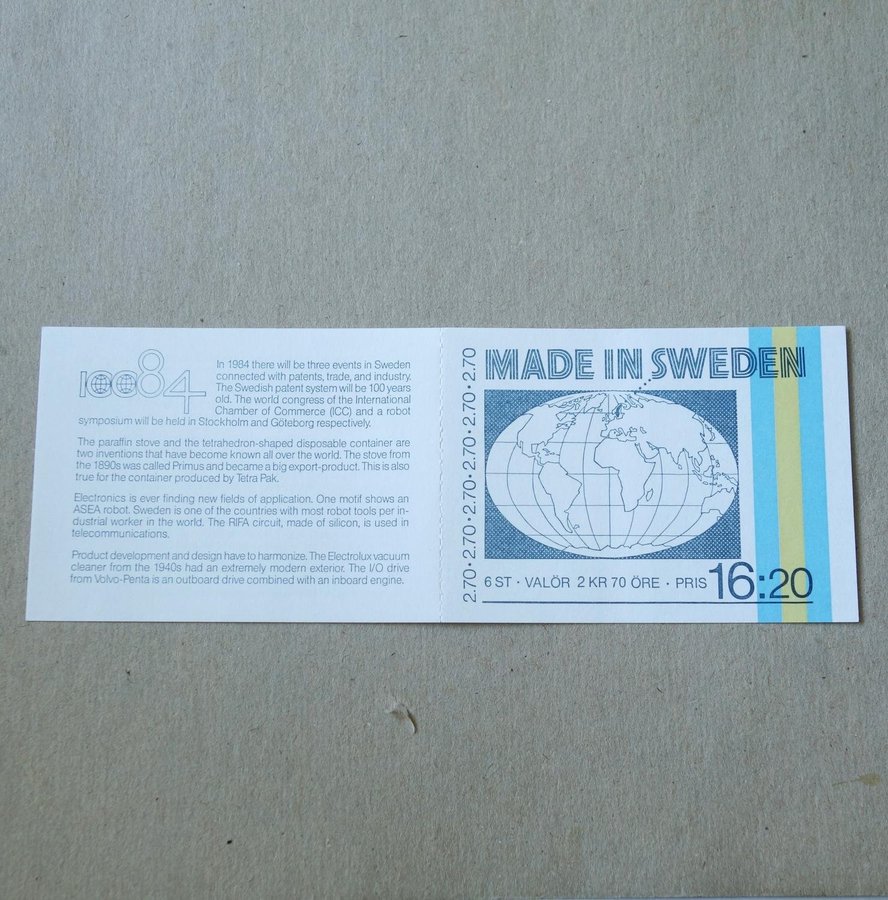 100 84
In 1984 there will be three events in Sweden
connected with patents, trade, and industry.
The Swedish patent system will be 100 years
old. The world congress of the International
Chamber of Commerce (ICC) and a robot
symposium will be held in Stockholm and Göteborg respectively.
The paraffin stove and the tetrahedron-shaped disposable container are
two inventions that have become known all over the world. The stove from
the 1890s was called Primus and became a big export-product. This is also
true for the container produced by Tetra Pak.
Electronics is ever finding new fields of application. One motif shows an
ASEA robot. Sweden is one of the countries with most robot tools per in-
dustrial worker in the world. The RIFA circuit, made of silicon, is used in
telecommunications.
Product development and design have to harmonize. The Electrolux vacuum
cleaner from the 1940s had an extremely modern exterior. The I/O drive
from Volvo-Penta is an outboard drive combined with an inboard engine.
2.70·2.70·2.70·2.70·2.70·2.70
MADE IN SWEDEN
6 ST · VALÖR 2 KR 70 ÖRE · PRIS 16:20